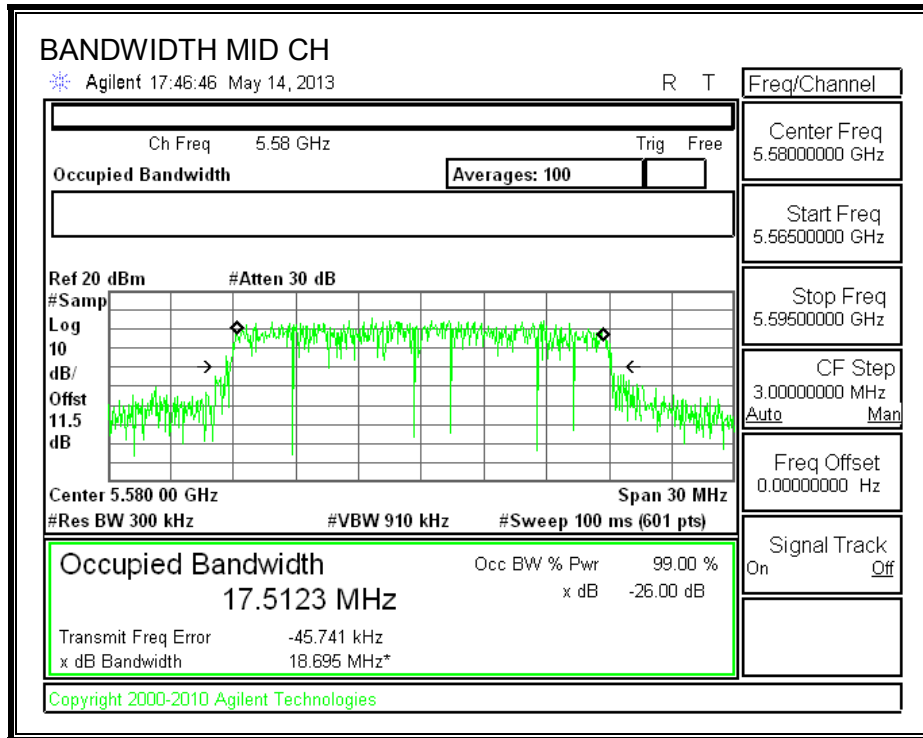 BANDWIDTH MID CH
Agilent 17:46:46 May 14, 2013 R T
Freq/Channel
Ch Freq 5.58 GHz Trig Free
Occupied Bandwidth Averages: 100
Center Freq
5.58000000 GHz
Start Freq
5.56500000 GHz
Stop Freq
5.59500000 GHz
CF Step
3.00000000 MHz
Auto Man
Freq Offset
0.00000000 Hz
Signal Track
On Off
Ref 20 dBm #Atten 30 dB
#Samp
Log
10
dB/
Offst
11.5
dB
Center 5.580 00 GHz Span 30 MHz
#Res BW 300 kHz #VBW 910 kHz #Sweep 100 ms (601 pts)
Occupied Bandwidth Occ BW % Pwr 99.00 %
17.5123 MHz x dB -26.00 dB
Transmit Freq Error -45.741 kHz
x dB Bandwidth 18.695 MHz*
Copyright 2000-2010 Agilent Technologies